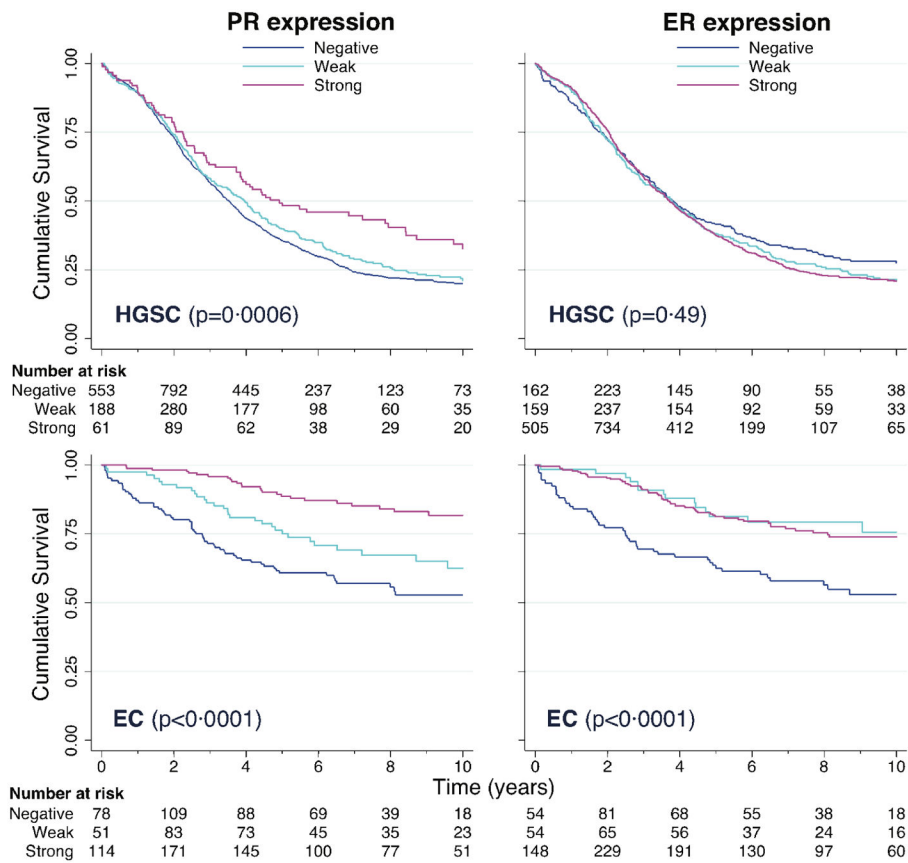 PR expression
Negative
Weak
Strong
ER expression
Negative
Weak
Strong
Cumulative Survival
1.00
0.75
0.50
0.25
0.00
HGSC (p=0·0006)
HGSC (p=0·49)
Number at risk
Negative 553 792 445 237 123 73
Weak 188 280 177 98 60 35
Strong 61 89 62 38 29 20
162 223 145 90 55 38
159 237 154 92 59 33
505 734 412 199 107 65
Cumulative Survival
1.00
0.75
0.50
0.25
0.00
EC (p<0·0001)
EC (p<0·0001)
0 2 4 6 8 10
0 2 4 6 8 10
Time (years)
Number at risk
Negative 78 109 88 69 39 18
Weak 51 83 73 45 35 23
Strong 114 171 145 100 77 51
54 81 68 55 38 18
54 65 56 37 24 16
148 229 191 130 97 60